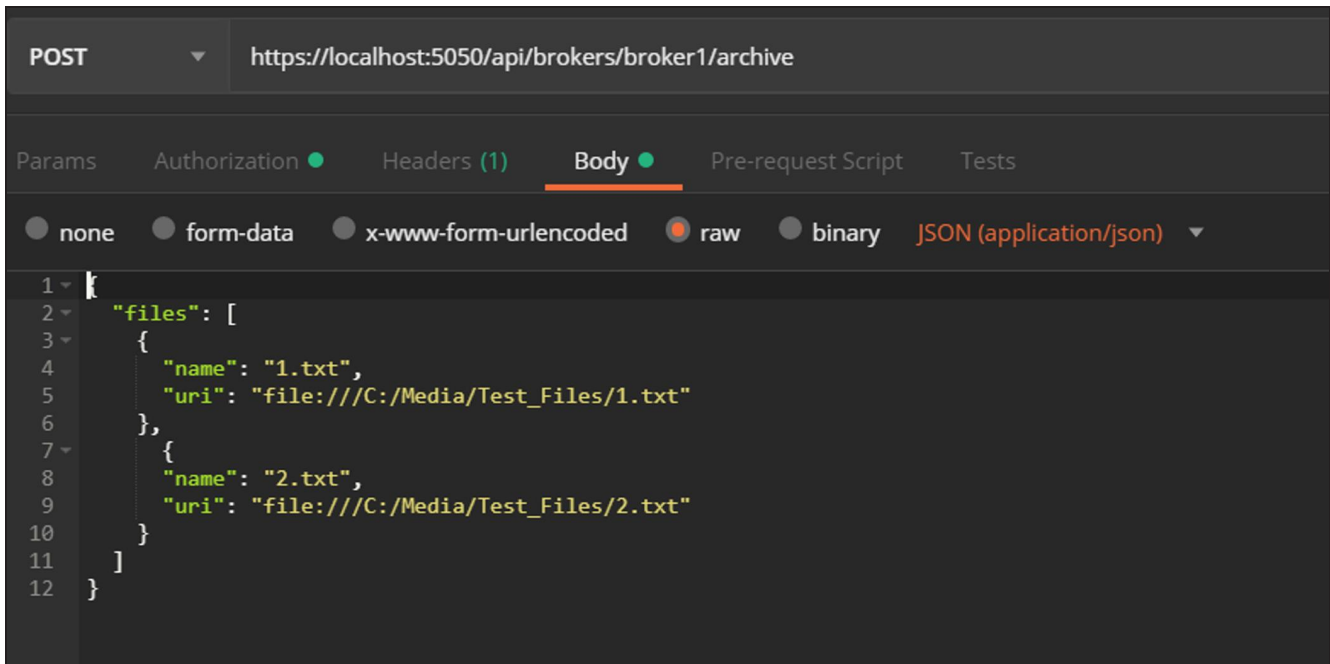 POST https://localhost:5050/api/brokers/broker1/archive
Params Authorization Headers (1) Body Pre-request Script Tests
none form-data x-www-form-urlencoded raw binary JSON (application/json)
1 {
2 "files": [
3 {
4 "name": "1.txt",
5 "uri": "file:///C:/Media/Test_Files/1.txt"
6 },
7 {
8 "name": "2.txt",
9 "uri": "file:///C:/Media/Test_Files/2.txt"
10 }
11 ]
12 }